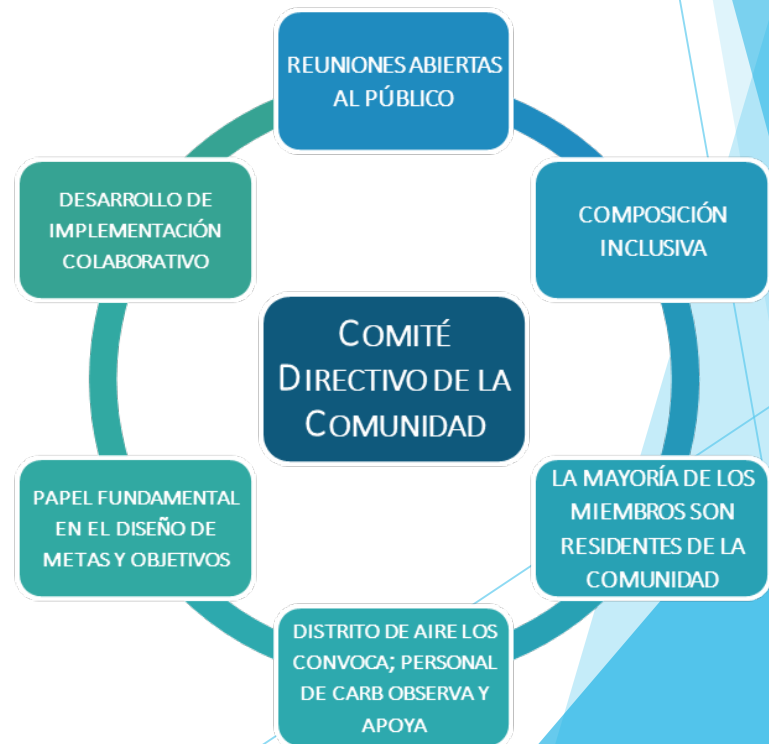 REUNIONES ABIERTAS
AL PÚBLICO
COMPOSICIÓN
INCLUSIVA
LA MAYORÍA DE LOS
MIEMBROS SON
RESIDENTES DE LA
COMUNIDAD
DISTRITO DE AIRE LOS
CONVOCA; PERSONAL
DE CARB OBSERVA Y
APOYA
PAPEL FUNDAMENTAL
EN EL DISEÑO DE
METAS Y OBJETIVOS
DESARROLLO DE
IMPLEMENTACIÓN
COLABORATIVO
COMITÉ
DIRECTIVO DE LA
COMUNIDAD